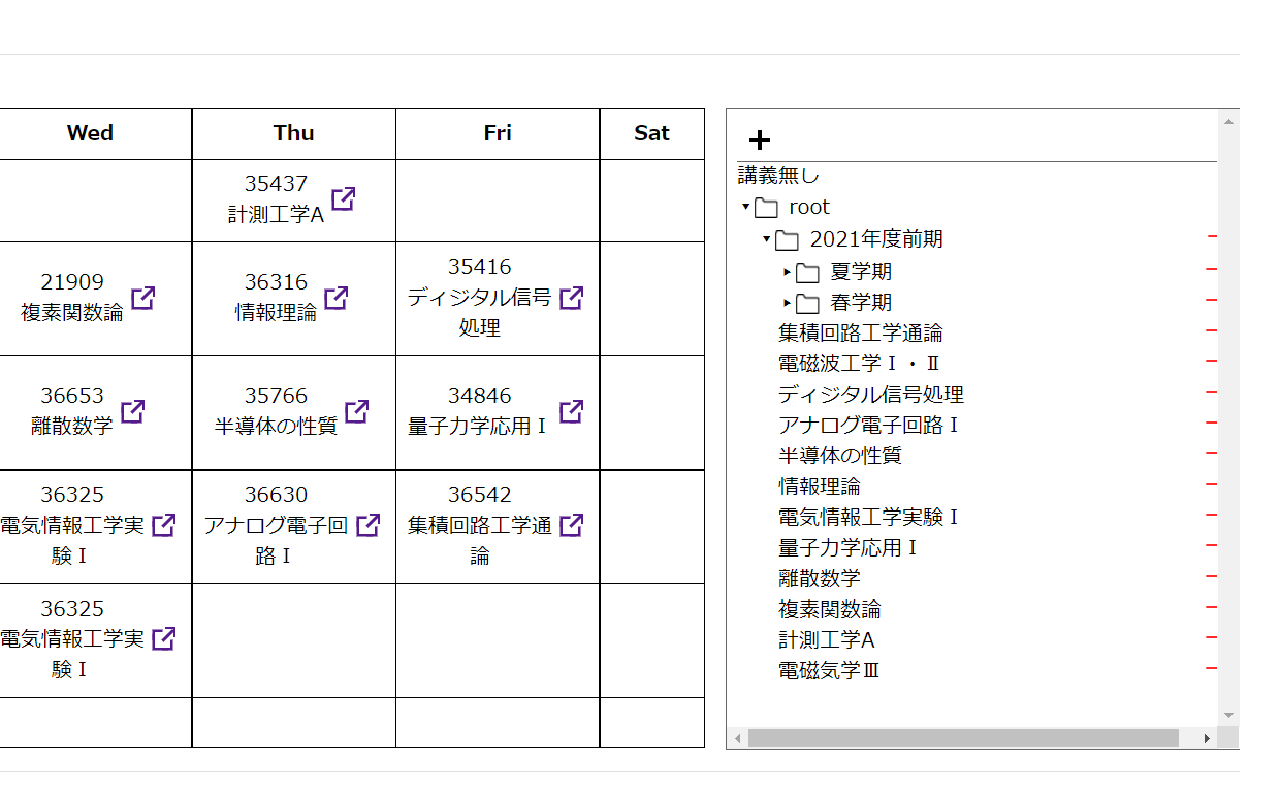 Wed Thu Fri Sat
35437
計測工学A
21909
複素関数論
36316
情報理論
35416
ディジタル信号
処理
36653
離散数学
35766
半導体の性質
34846
量子力学応用Ⅰ
36325
電気情報工学実
験Ⅰ
36630
アナログ電子回
路Ⅰ
36542
集積回路工学通
論
36325
電気情報工学実
験Ⅰ
+
講義無し
root
2021年度前期
夏学期
春学期
集積回路工学通論
電磁波工学Ⅰ・Ⅱ
ディジタル信号処理
アナログ電子回路Ⅰ
半導体の性質
情報理論
電気情報工学実験Ⅰ
量子力学応用Ⅰ
離散数学
複素関数論
計測工学A
電磁気学Ⅲ